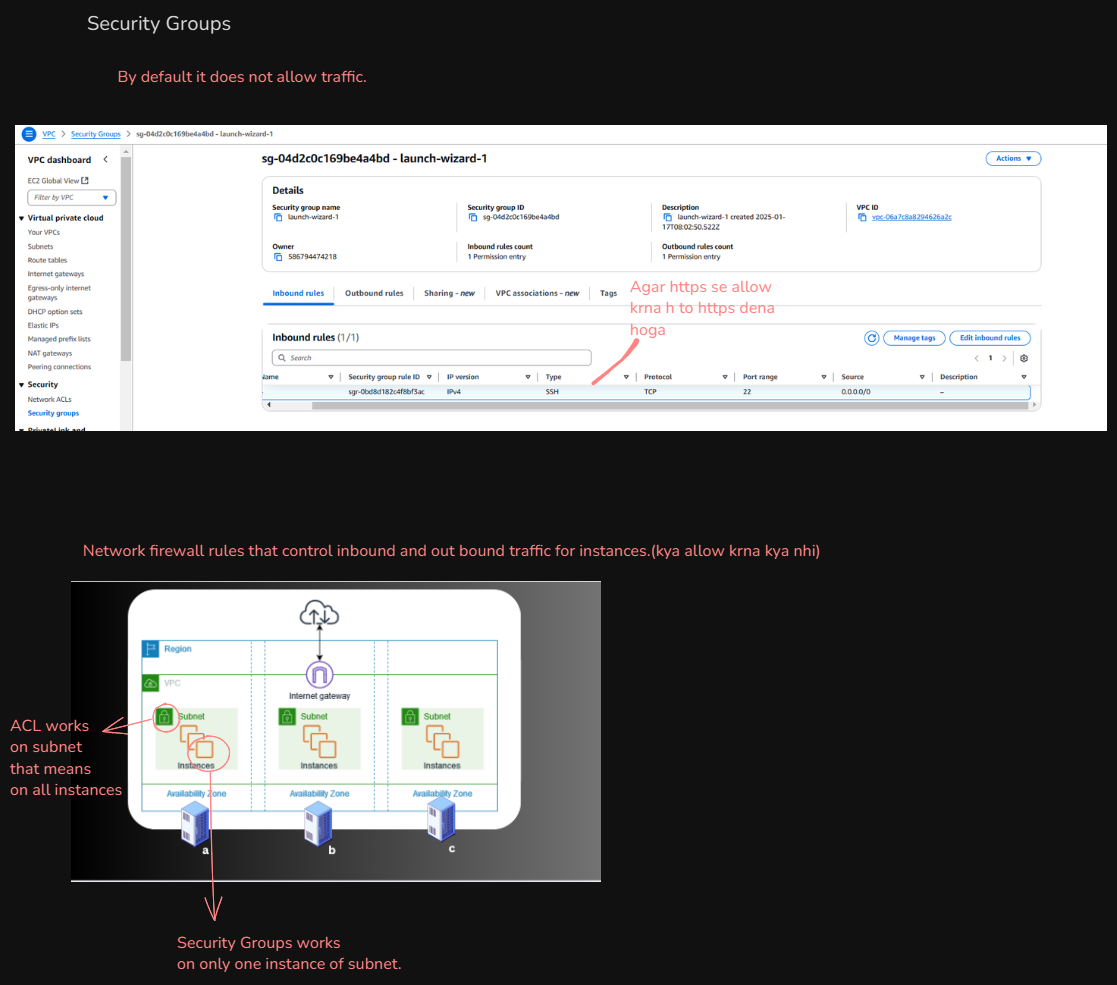 Security Groups
By default it does not allow traffic.
VPC > Security Groups > sg-04d2c0c169be4a4bd - launch-wizard-1
VPC dashboard
EC2 Global View
Filter by VPC
Virtual private cloud
Your VPCs
Subnets
Route tables
Internet gateways
Egress-only internet
gateways
DHCP option sets
Elastic IPs
Managed prefix lists
NAT gateways
Peering connections
Security
Network ACLs
Security groups
PrivateLink and
sg-04d2c0c169be4a4bd - launch-wizard-1
Actions
Details
Security group name
launch-wizard-1
Security group ID
sg-04d2c0c169be4a4bd
Description
launch-wizard-1 created 2025-01-
17T08:02:50.522Z
VPC ID
vpc-06a7c8a8294626a2c
Owner
586794474218
Inbound rules count
1 Permission entry
Outbound rules count
1 Permission entry
Inbound rules Outbound rules Sharing - new VPC associations - new Tags
Agar https se allow
krna h to https dena
hoga
Inbound rules (1/1)
Manage tags Edit inbound rules
Search
1
Name Security group rule ID IP version Type Protocol Port range Source Description
- sgr-0bd8d182c4f8bf3ac IPv4 SSH TCP 22 0.0.0.0/0 –
Network firewall rules that control inbound and out bound traffic for instances.(kya allow krna kya nhi)
Region
VPC
Internet gateway
Subnet Subnet Subnet
Instances Instances Instances
Availability Zone Availability Zone Availability Zone
a b c
ACL works
on subnet
that means
on all instances
Security Groups works
on only one instance of subnet.